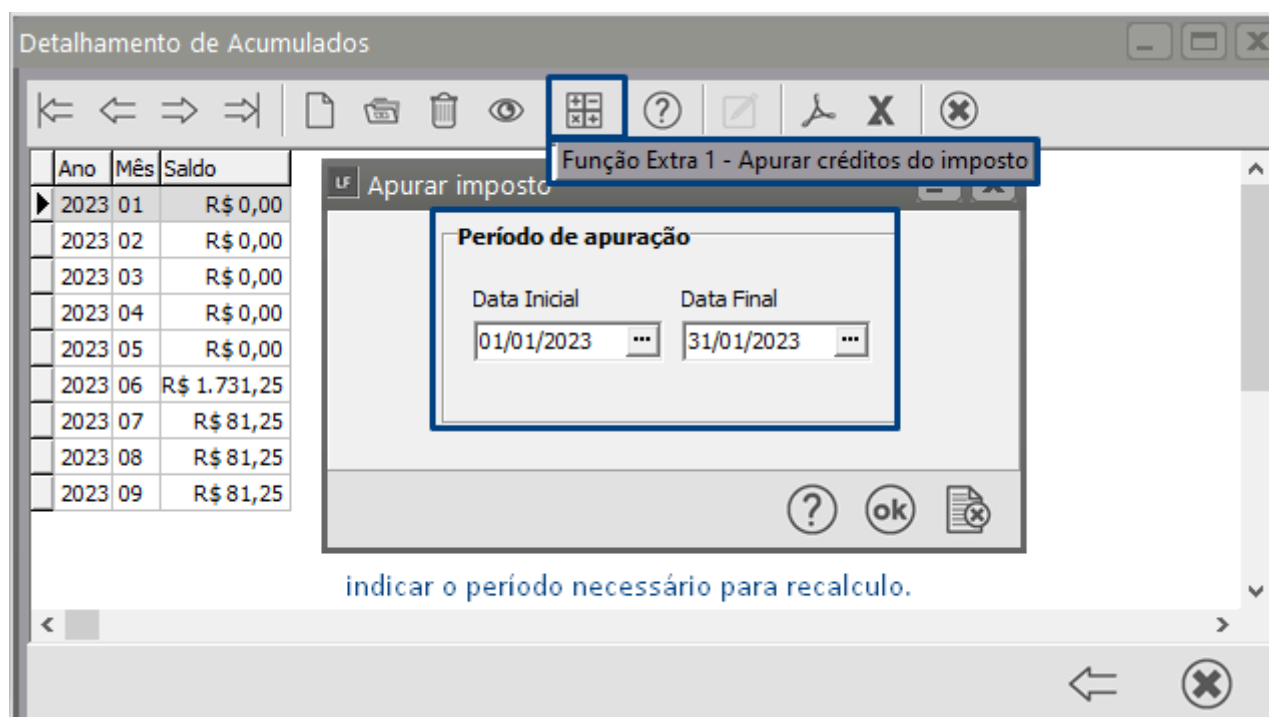 Detalhamento de Acumulados
Função Extra 1 - Apurar créditos do imposto
Ano Mês Saldo
2023 01 R$ 0,00
2023 02 R$ 0,00
2023 03 R$ 0,00
2023 04 R$ 0,00
2023 05 R$ 0,00
2023 06 R$ 1.731,25
2023 07 R$ 81,25
2023 08 R$ 81,25
2023 09 R$ 81,25
LF Apurar imposto
Período de apuração
Data Inicial Data Final
01/01/2023 ... 31/01/2023 ...
? ok
indicar o período necessário para recalculo.